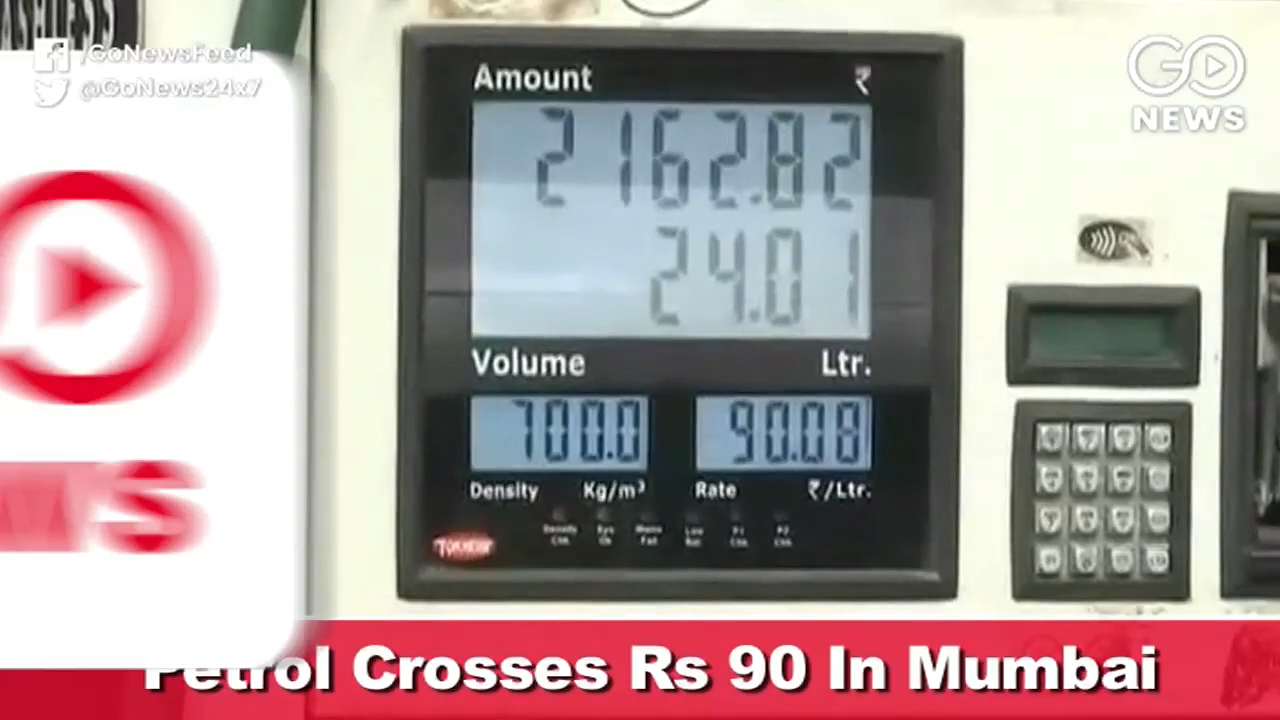 /GoNewsFeed
@GoNews24x7
GO
NEWS
Amount ₹
2162.82
24.01
Volume Ltr.
700.0 90.08
Density Kg/m³ Rate ₹/Ltr.
Petrol Crosses Rs 90 In Mumbai